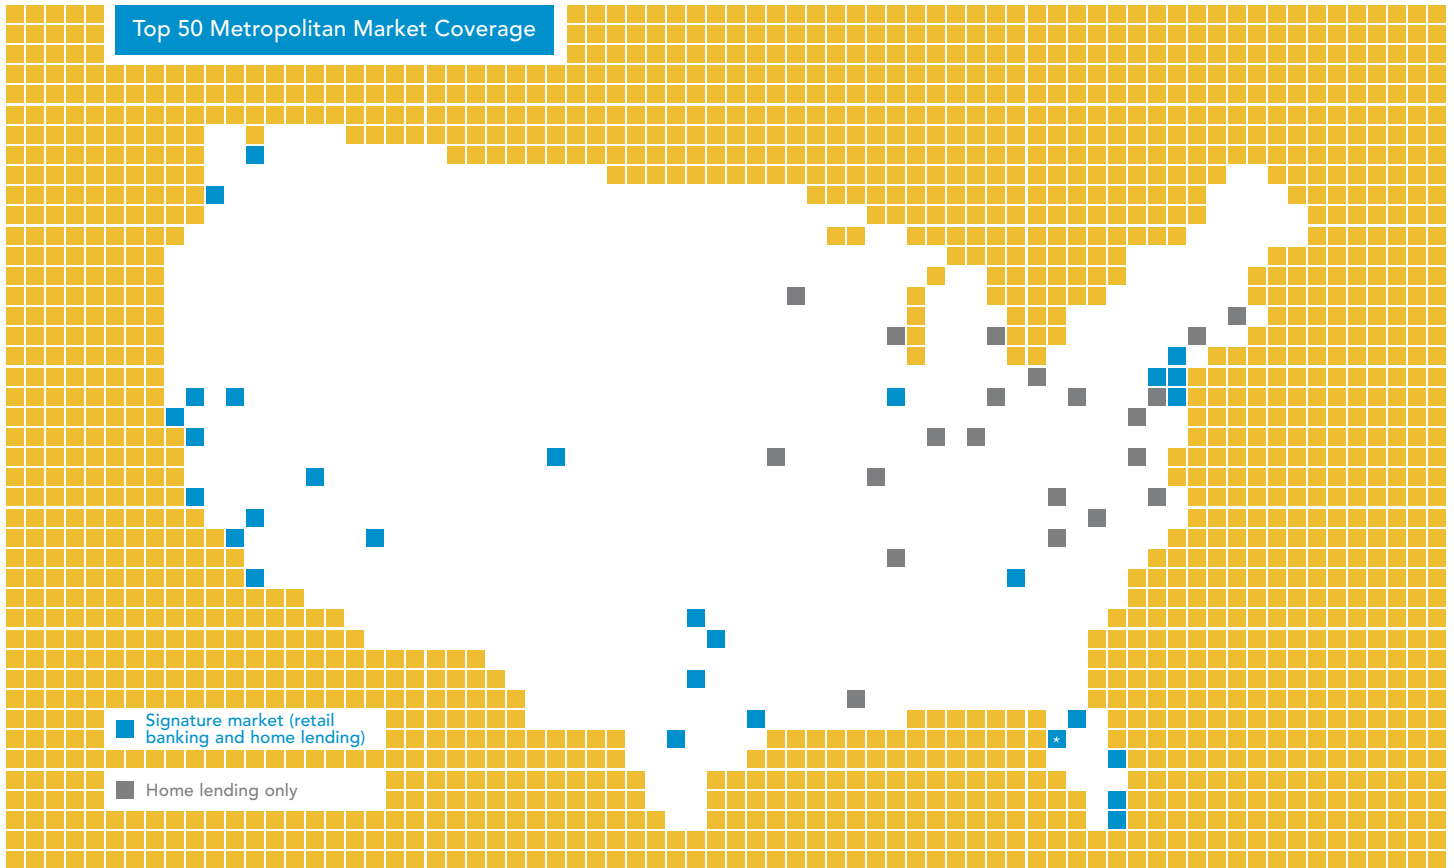 Top 50 Metropolitan Market Coverage
*
Signature market (retail
banking and home lending)
Home lending only